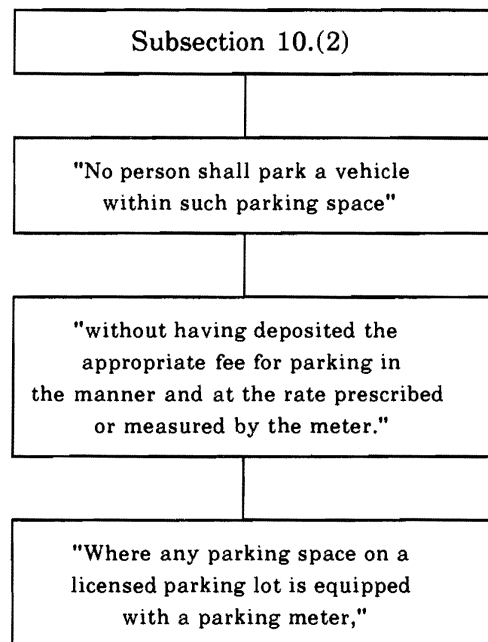 Subsection 10.(2)
"No person shall park a vehicle
within such parking space"
"without having deposited the
appropriate fee for parking in
the manner and at the rate prescribed
or measured by the meter."
"Where any parking space on a
licensed parking lot is equipped
with a parking meter,"